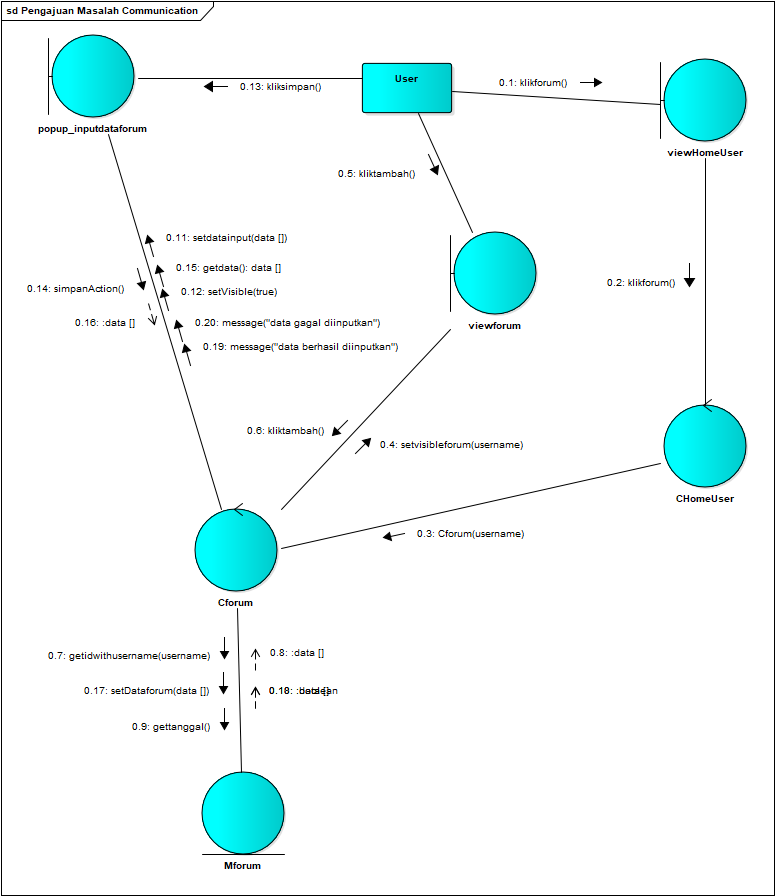 sd Pengajuan Masalah Communication
User
0.13: kliksimpan()
0.1: klikforum()
popup_inputdataforum
viewHomeUser
0.5: kliktambah()
0.11: setdatainput(data [])
0.15: getdata(): data []
0.14: simpanAction()
0.12: setVisible(true)
0.2: klikforum()
0.16: :data []
0.20: message("data gagal diinputkan")
viewforum
0.19: message("data berhasil diinputkan")
0.6: kliktambah()
0.4: setvisibleforum(username)
CHomeUser
0.3: Cforum(username)
Cforum
0.7: getidwithusername(username)
0.8: :data []
0.17: setDataforum(data [])
0.18: :boolean
0.9: gettanggal()
Mforum